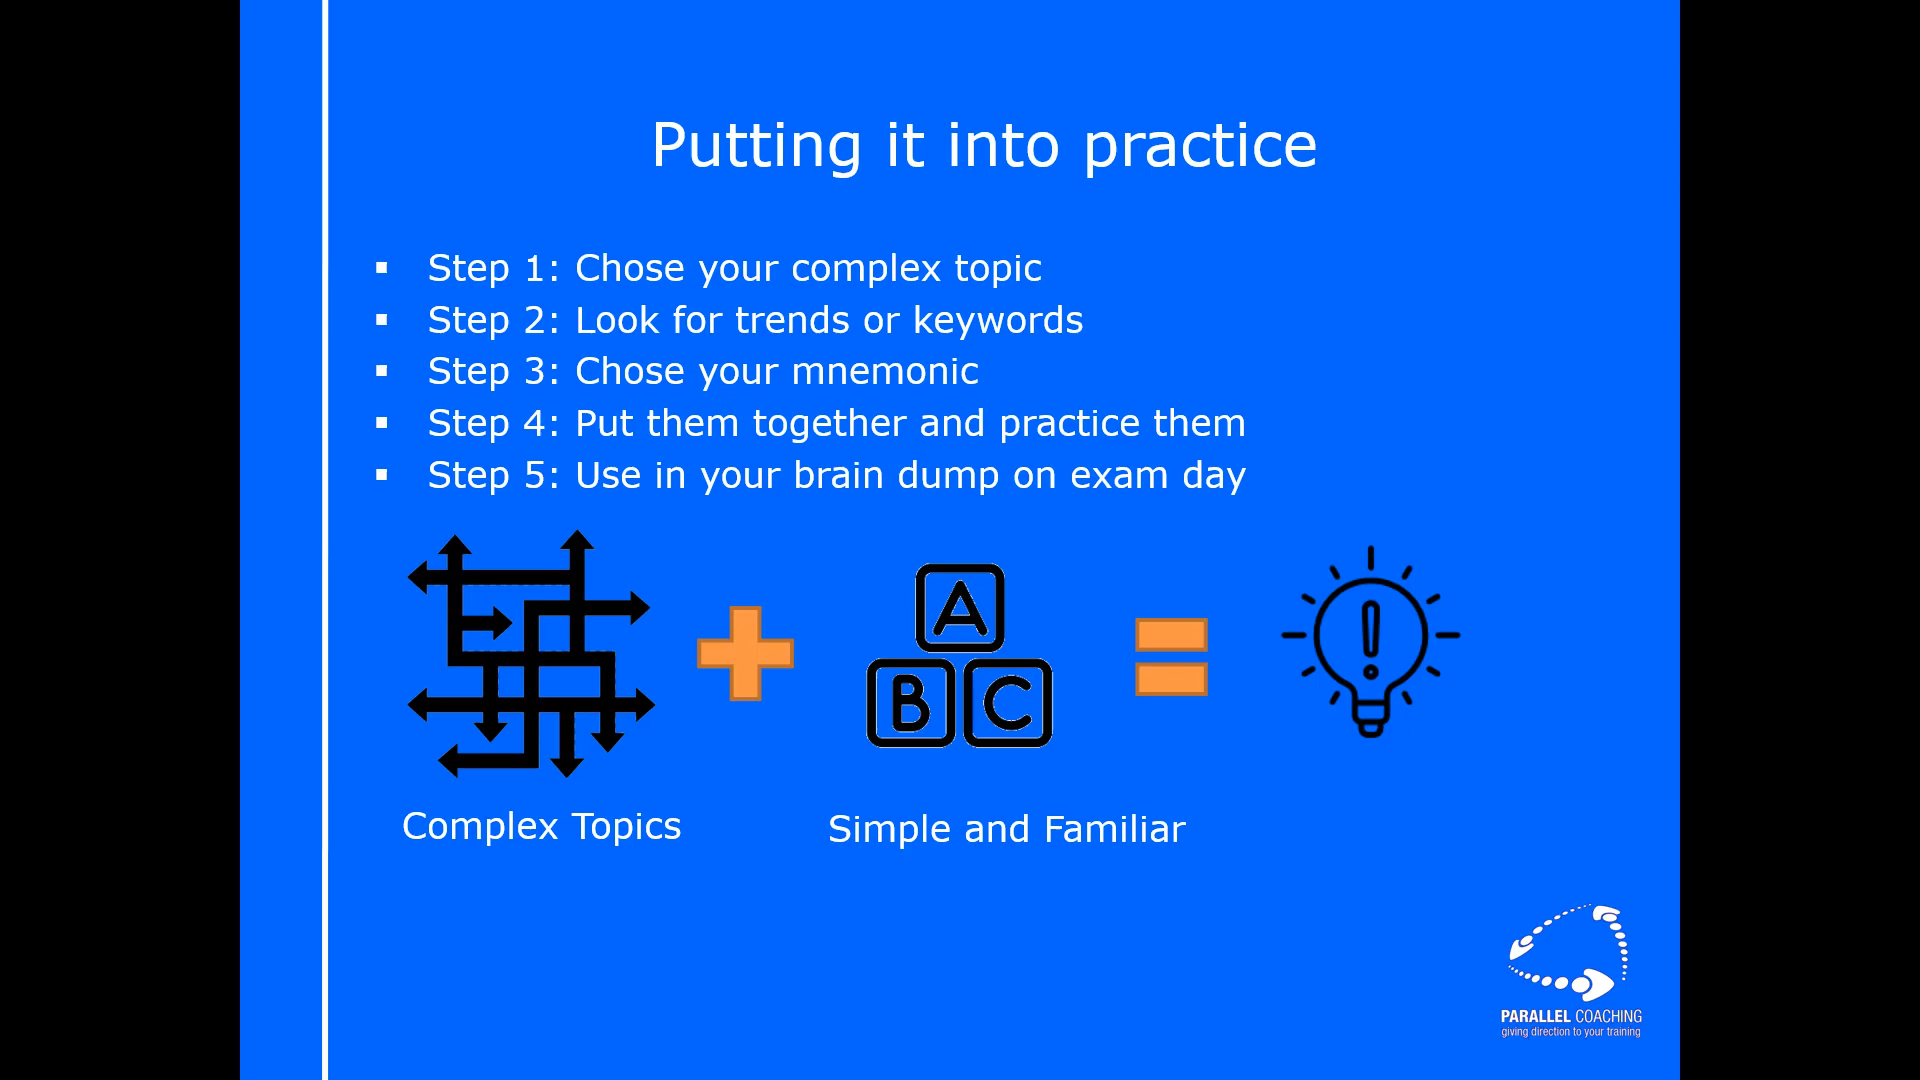 Putting it into practice
Step 1: Chose your complex topic
Step 2: Look for trends or keywords
Step 3: Chose your mnemonic
Step 4: Put them together and practice them
Step 5: Use in your brain dump on exam day
A
B C
!
Complex Topics
Simple and Familiar
PARALLEL COACHING
giving direction to your training